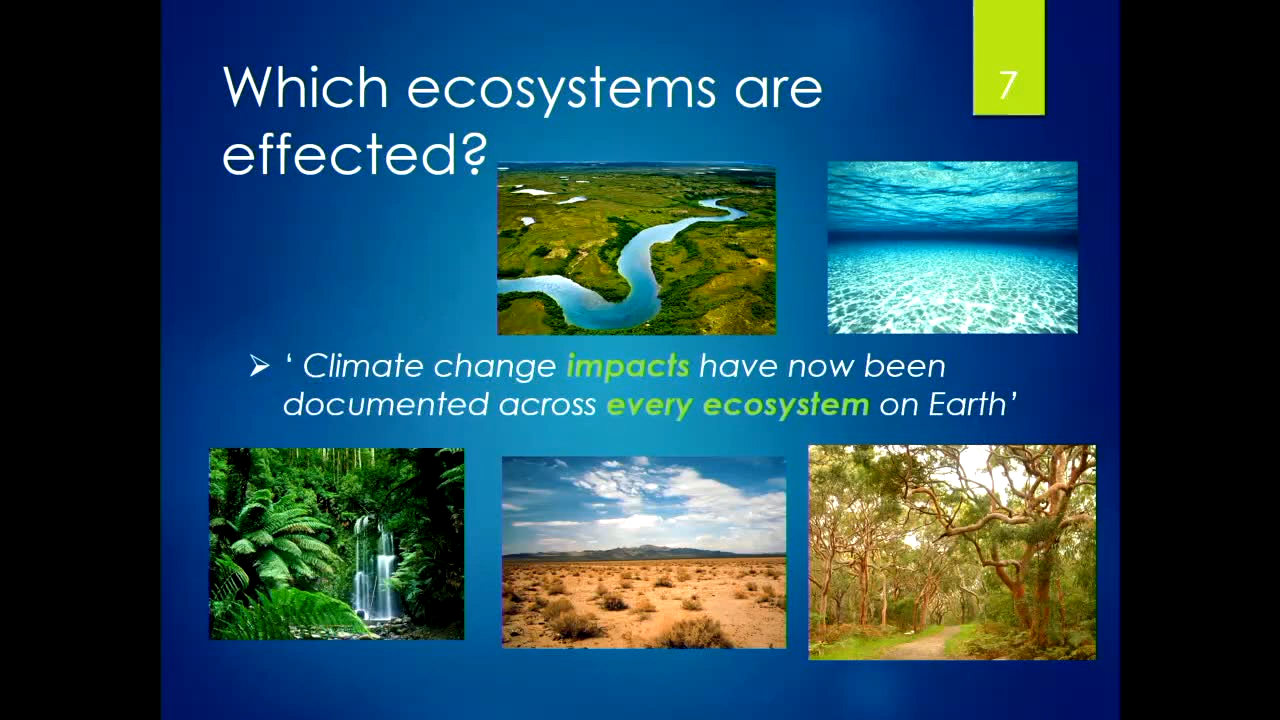 Which ecosystems are
effected?
7
‘ Climate change impacts have now been
documented across every ecosystem on Earth’